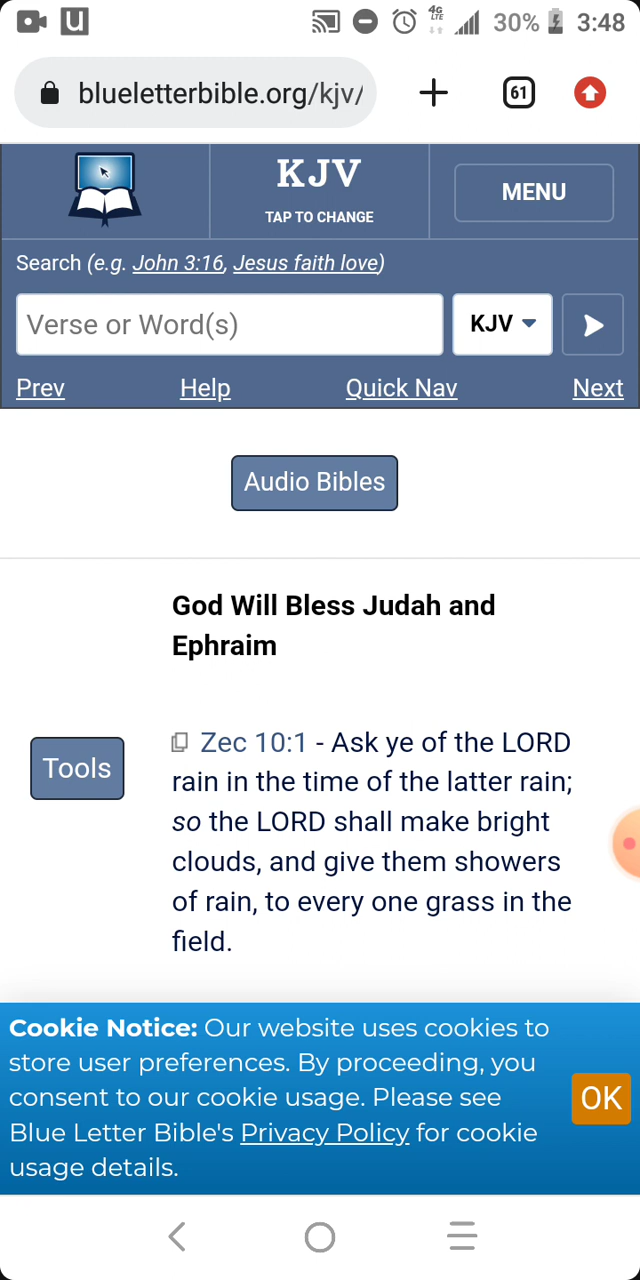 U 4G LTE 30% 3:48
blueletterbible.org/kjv/ 61
KJV
TAP TO CHANGE
MENU
Search (e.g. John 3:16, Jesus faith love)
Verse or Word(s) KJV
Prev Help Quick Nav Next
Audio Bibles
God Will Bless Judah and
Ephraim
Tools
Zec 10:1 - Ask ye of the LORD
rain in the time of the latter rain;
so the LORD shall make bright
clouds, and give them showers
of rain, to every one grass in the
field.
Cookie Notice: Our website uses cookies to
store user preferences. By proceeding, you
consent to our cookie usage. Please see
Blue Letter Bible's Privacy Policy for cookie
usage details.
OK